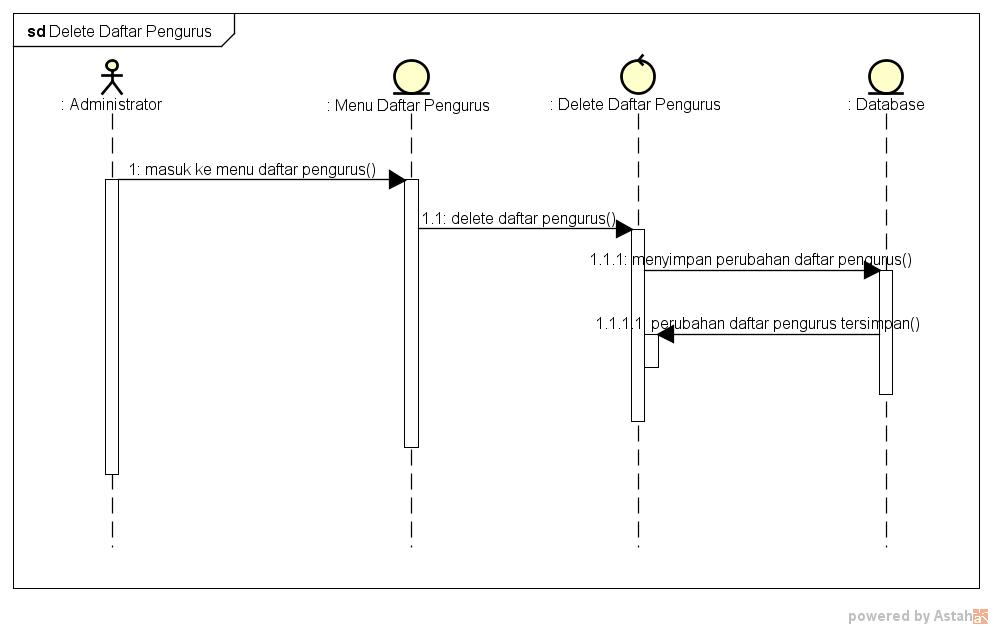 sd Delete Daftar Pengurus
: Administrator
: Menu Daftar Pengurus
: Delete Daftar Pengurus
: Database
1: masuk ke menu daftar pengurus()
1.1: delete daftar pengurus()
1.1.1: menyimpan perubahan daftar pengurus()
1.1.1.1: perubahan daftar pengurus tersimpan()
powered by Astah